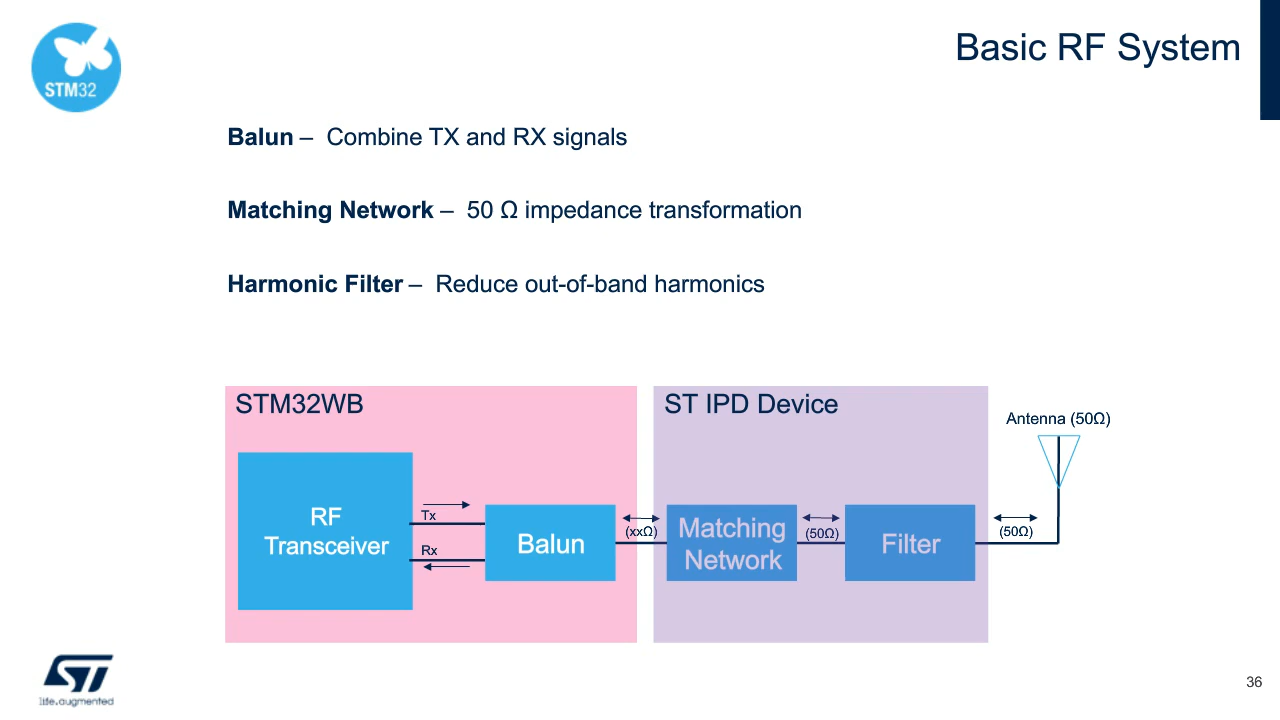 STM32
Basic RF System
Balun – Combine TX and RX signals
Matching Network – 50 Ω impedance transformation
Harmonic Filter – Reduce out-of-band harmonics
STM32WB
ST IPD Device
Antenna (50Ω)
RF
Transceiver
Tx
Rx
Balun
(xxΩ)
Matching
Network
(50Ω)
Filter
(50Ω)
ST
life.augmented
36